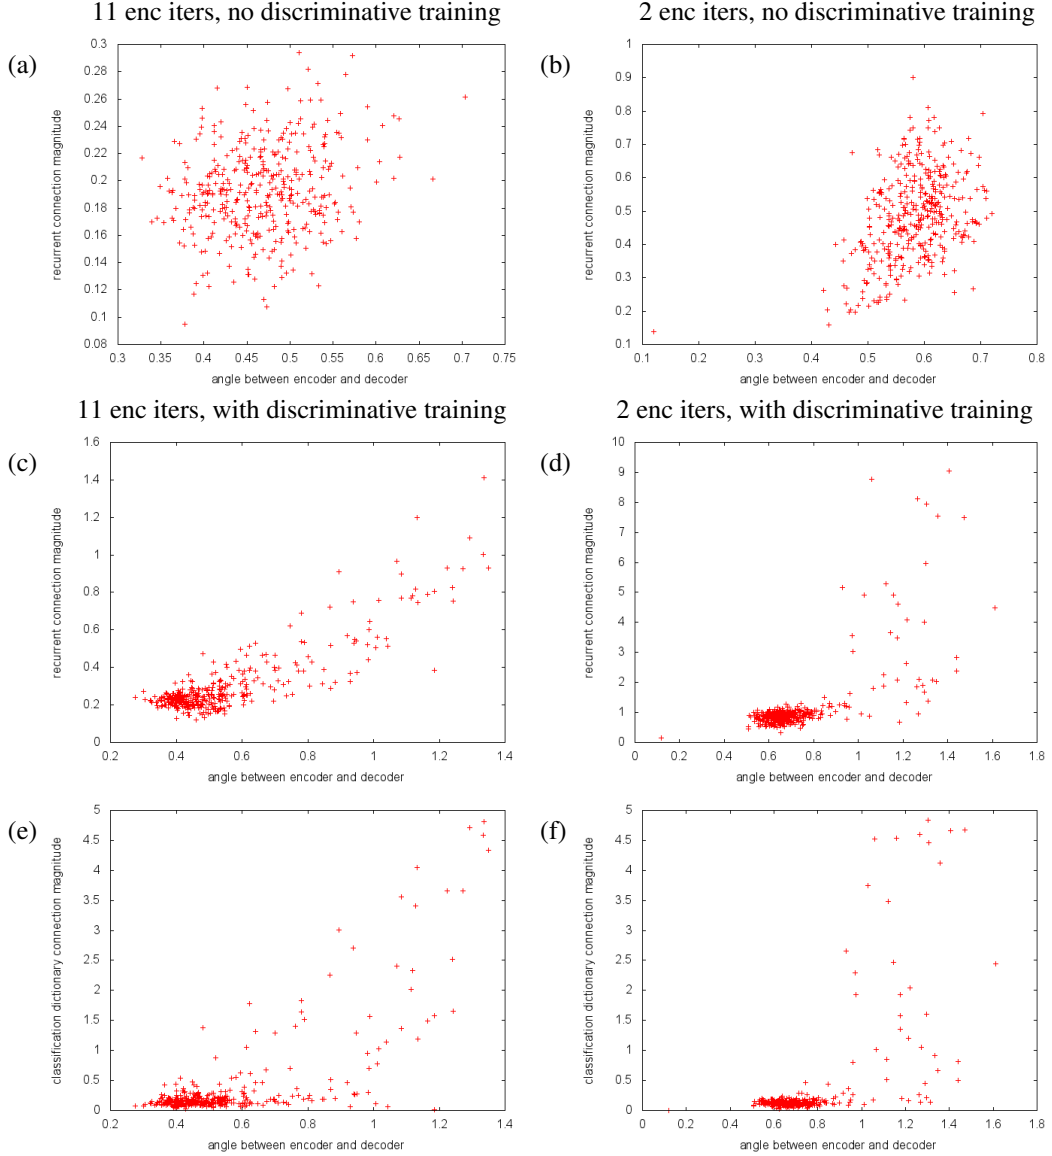 11 enc iters, no discriminative training
2 enc iters, no discriminative training
(a)
0.3
0.28
0.26
0.24
0.22
0.2
0.18
0.16
0.14
0.12
0.1
0.08
recurrent connection magnitude
0.3 0.35 0.4 0.45 0.5 0.55 0.6 0.65 0.7 0.75
angle between encoder and decoder
(b)
1
0.9
0.8
0.7
0.6
0.5
0.4
0.3
0.2
0.1
recurrent connection magnitude
0.1 0.2 0.3 0.4 0.5 0.6 0.7 0.8
angle between encoder and decoder
11 enc iters, with discriminative training
2 enc iters, with discriminative training
(c)
1.6
1.4
1.2
1
0.8
0.6
0.4
0.2
0
recurrent connection magnitude
0.2 0.4 0.6 0.8 1 1.2 1.4
angle between encoder and decoder
(d)
10
9
8
7
6
5
4
3
2
1
0
recurrent connection magnitude
0 0.2 0.4 0.6 0.8 1 1.2 1.4 1.6 1.8
angle between encoder and decoder
(e)
5
4.5
4
3.5
3
2.5
2
1.5
1
0.5
0
classification dictionary connection magnitude
0.2 0.4 0.6 0.8 1 1.2 1.4
angle between encoder and decoder
(f)
5
4.5
4
3.5
3
2.5
2
1.5
1
0.5
0
classification dictionary connection magnitude
0 0.2 0.4 0.6 0.8 1 1.2 1.4 1.6 1.8
angle between encoder and decoder